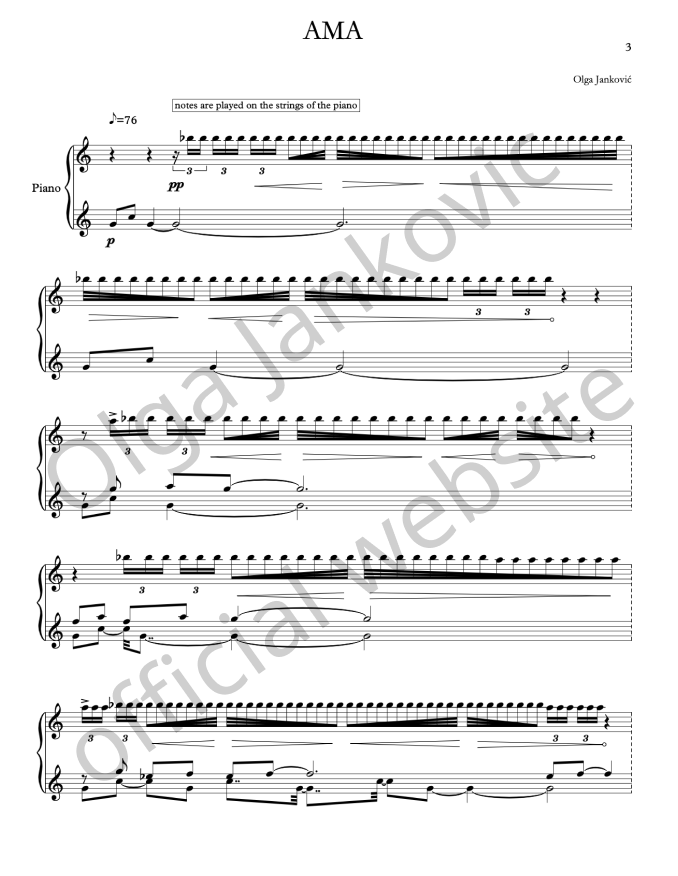 AMA
3
Olga Janković
notes are played on the strings of the piano
♪=76
3 3 3
pp
Piano
p
3 3
3 3
3 3
3 3 3 3
Olga Jankovic
official website